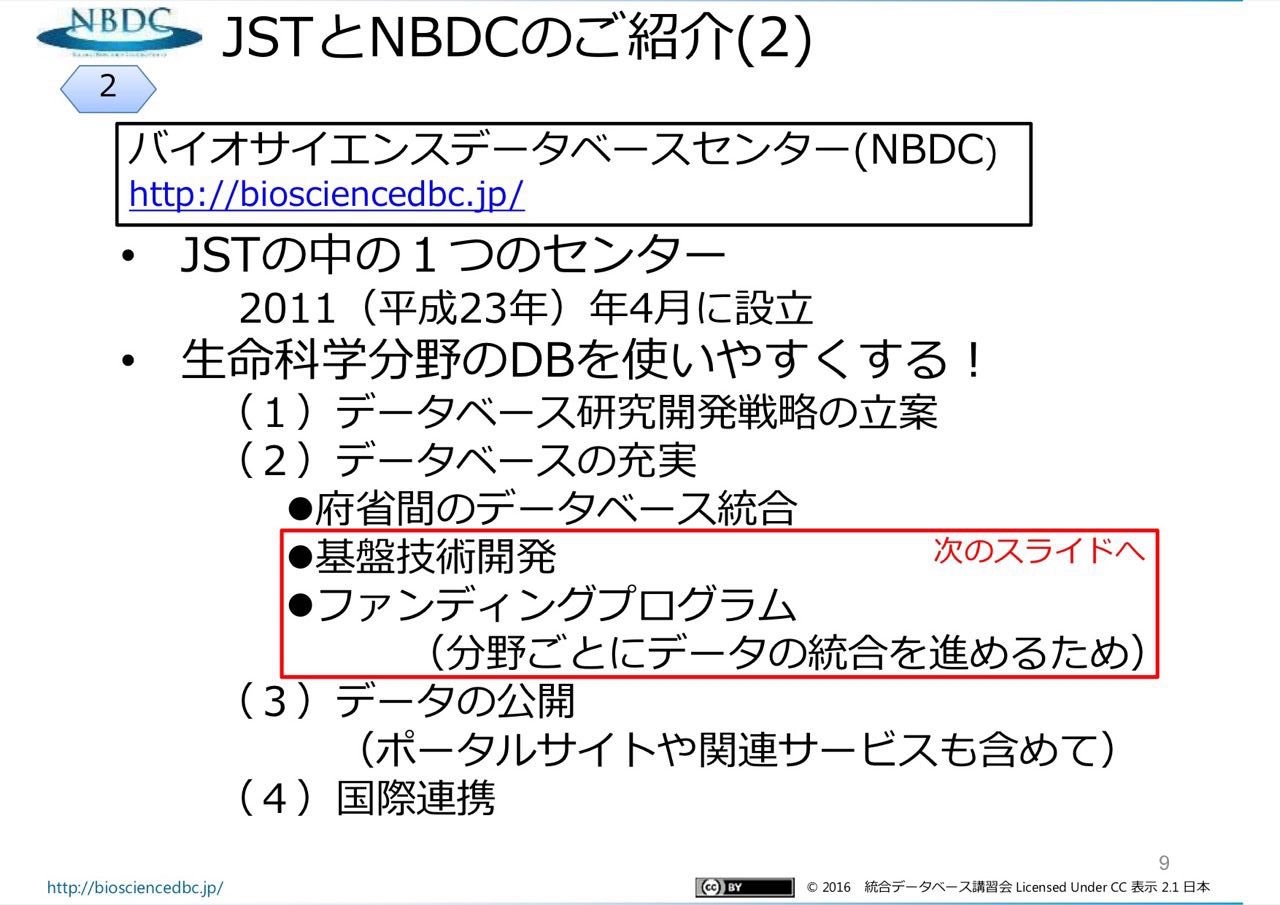 NBDC
JSTとNBDCのご紹介(2)
2
バイオサイエンスデータベースセンター(NBDC)
http://biosciencedbc.jp/
• JSTの中の１つのセンター
2011（平成23年）年4月に設立
• 生命科学分野のDBを使いやすくする！
（１）データベース研究開発戦略の立案
（２）データベースの充実
●府省間のデータベース統合
●基盤技術開発
次のスライドへ
●ファンディングプログラム
（分野ごとにデータの統合を進めるため）
（３）データの公開
（ポータルサイトや関連サービスも含めて）
（４）国際連携
9
http://biosciencedbc.jp/
cc BY
© 2016 統合データベース講習会 Licensed Under CC 表示 2.1 日本